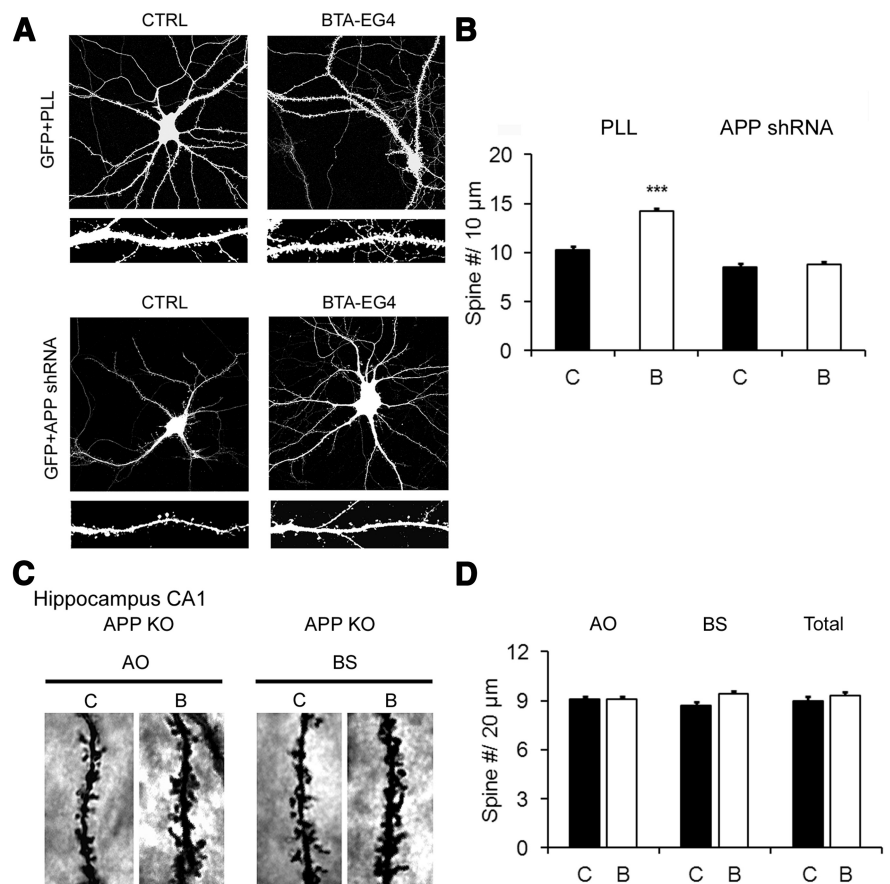 A
CTRL
BTA-EG4
GFP+PLL
CTRL
BTA-EG4
GFP+APP shRNA
B
PLL
APP shRNA
Spine #/ 10 µm
20
15
10
5
0
***
C
B
C
B
C
Hippocampus CA1
APP KO
APP KO
AO
BS
C
B
C
B
D
AO
BS
Total
Spine #/ 20 µm
12
9
6
3
0
C
B
C
B
C
B